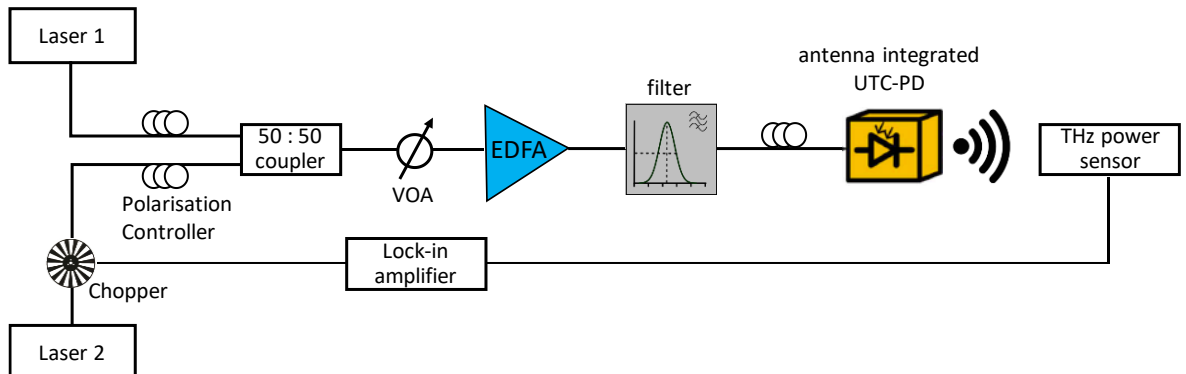 Laser 1
antenna integrated
UTC-PD
filter
50 : 50
coupler
EDFA
THz power
sensor
VOA
Polarisation
Controller
Lock-in
amplifier
Chopper
Laser 2